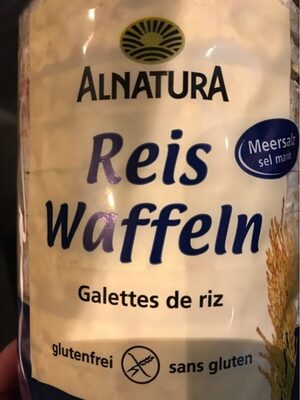 ALNATURA
Reis
Waffeln
Meersalz
sel marin
Galettes de riz
glutenfrei
sans gluten